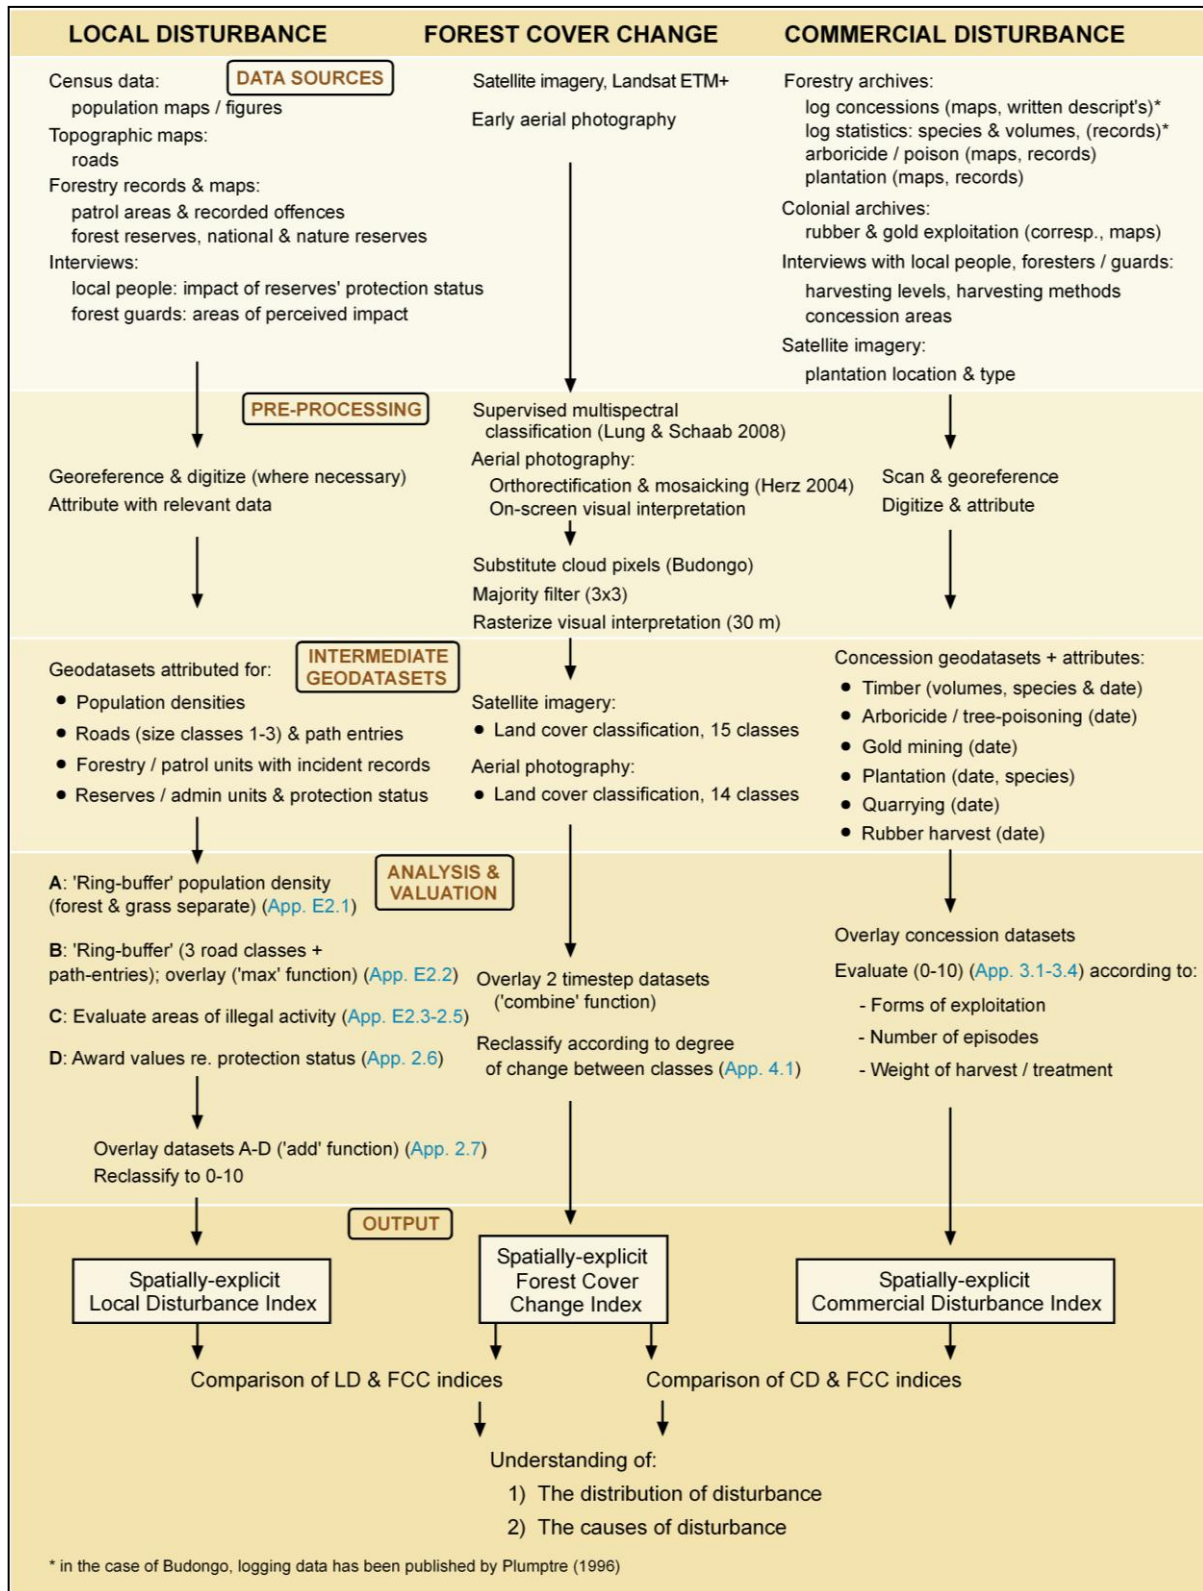 LOCAL DISTURBANCE
FOREST COVER CHANGE
COMMERCIAL DISTURBANCE
DATA SOURCES
Census data:
population maps / figures
Topographic maps:
roads
Forestry records & maps:
patrol areas & recorded offences
forest reserves, national & nature reserves
Interviews:
local people: impact of reserves' protection status
forest guards: areas of perceived impact
Satellite imagery, Landsat ETM+
Early aerial photography
Forestry archives:
log concessions (maps, written descript's)*
log statistics: species & volumes, (records)*
arboricide / poison (maps, records)
plantation (maps, records)
Colonial archives:
rubber & gold exploitation (corresp., maps)
Interviews with local people, foresters / guards:
harvesting levels, harvesting methods
concession areas
Satellite imagery:
plantation location & type
PRE-PROCESSING
Georeference & digitize (where necessary)
Attribute with relevant data
Supervised multispectral
classification (Lung & Schaab 2008)
Aerial photography:
Orthorectification & mosaicking (Herz 2004)
On-screen visual interpretation
Substitute cloud pixels (Budongo)
Majority filter (3x3)
Rasterize visual interpretation (30 m)
Scan & georeference
Digitize & attribute
INTERMEDIATE
GEODATASETS
Geodatasets attributed for:
● Population densities
● Roads (size classes 1-3) & path entries
● Forestry / patrol units with incident records
● Reserves / admin units & protection status
Satellite imagery:
● Land cover classification, 15 classes
Aerial photography:
● Land cover classification, 14 classes
Concession geodatasets + attributes:
● Timber (volumes, species & date)
● Arboricide / tree-poisoning (date)
● Gold mining (date)
● Plantation (date, species)
● Quarrying (date)
● Rubber harvest (date)
ANALYSIS &
VALUATION
A: 'Ring-buffer' population density
(forest & grass separate) (App. E2.1)
B: 'Ring-buffer' (3 road classes +
path-entries); overlay ('max' function) (App. E2.2)
C: Evaluate areas of illegal activity (App. E2.3-2.5)
D: Award values re. protection status (App. 2.6)
Overlay datasets A-D ('add' function) (App. 2.7)
Reclassify to 0-10
Overlay 2 timestep datasets
('combine' function)
Reclassify according to degree
of change between classes (App. 4.1)
Overlay concession datasets
Evaluate (0-10) (App. 3.1-3.4) according to:
- Forms of exploitation
- Number of episodes
- Weight of harvest / treatment
OUTPUT
Spatially-explicit
Local Disturbance Index
Spatially-explicit
Forest Cover
Change Index
Spatially-explicit
Commercial Disturbance Index
Comparison of LD & FCC indices
Comparison of CD & FCC indices
Understanding of:
1) The distribution of disturbance
2) The causes of disturbance
* in the case of Budongo, logging data has been published by Plumptre (1996)